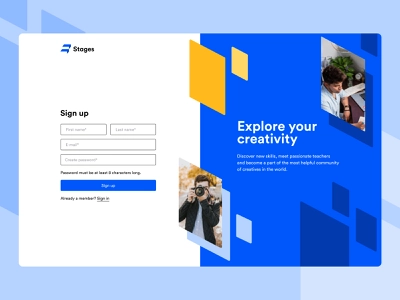 Stages
Sign up
First name*
Last name*
E-mail*
Create password*
Password must be at least 8 characters long.
Sign up
Already a member? Sign in
Explore your
creativity
Discover new skills, meet passionate teachers
and become a part of the most helpful community
of creatives in the world.